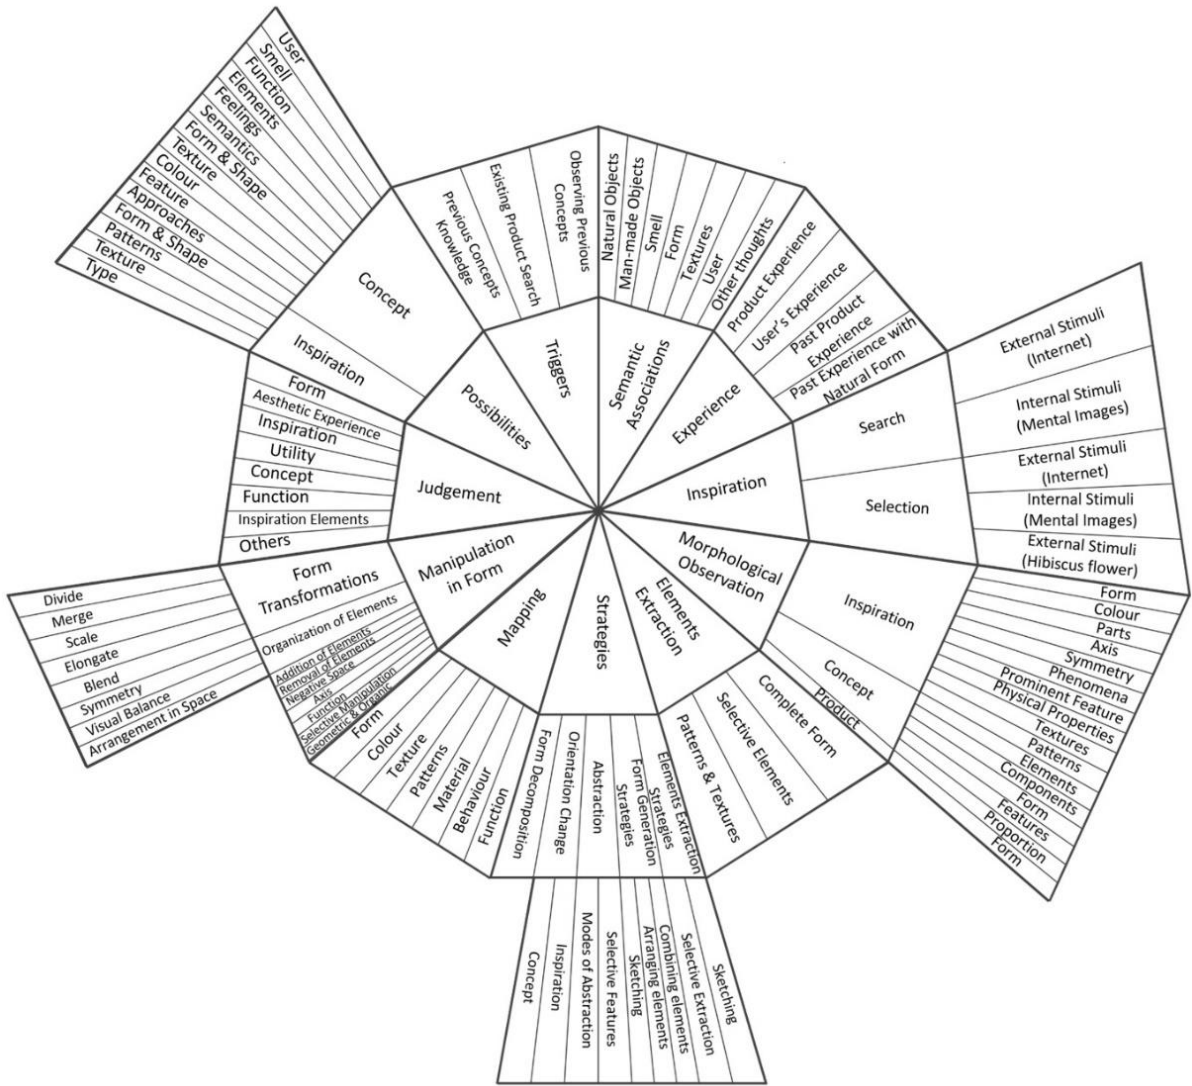 User
Smell
Function
Elements
Feelings
Semantics
Form & Shape
Texture
Colour
Feature
Approaches
Form & Shape
Patterns
Texture
Type
Concept
Inspiration
Possibilities
Previous Concepts
Knowledge
Existing Product Search
Observing Previous
Concepts
Triggers
Natural Objects
Man-made Objects
Smell
Form
Textures
User
Other thoughts
Semantic
Associations
Product Experience
User's Experience
Past Product
Experience
Past Experience with
Natural Form
Experience
External Stimuli
(Internet)
Internal Stimuli
(Mental Images)
External Stimuli
(Internet)
Internal Stimuli
(Mental Images)
External Stimuli
(Hibiscus flower)
Search
Selection
Inspiration
Morphological
Observation
Inspiration
Concept
Product
Form
Colour
Parts
Axis
Symmetry
Phenomena
Prominent Feature
Physical Properties
Textures
Patterns
Elements
Components
Form
Features
Proportion
Form
Elements
Extraction
Complete Form
Selective Elements
Patterns & Textures
Strategies
Elements Extraction
Strategies
Form Generation
Strategies
Abstraction
Orientation Change
Form Decomposition
Concept
Inspiration
Modes of Abstraction
Selective Features
Sketching
Arranging elements
Combining elements
Selective Extraction
Sketching
Mapping
Form
Colour
Texture
Patterns
Material
Behaviour
Function
Manipulation
in Form
Form
Transformations
Organization of Elements
Addition of Elements
Removal of Elements
Negative Space
Axis
Function
Selective Manipulation
Geometric & Organic
Divide
Merge
Scale
Elongate
Blend
Symmetry
Visual Balance
Arrangement in Space
Judgement
Form
Aesthetic Experience
Inspiration
Utility
Concept
Function
Inspiration Elements
Others